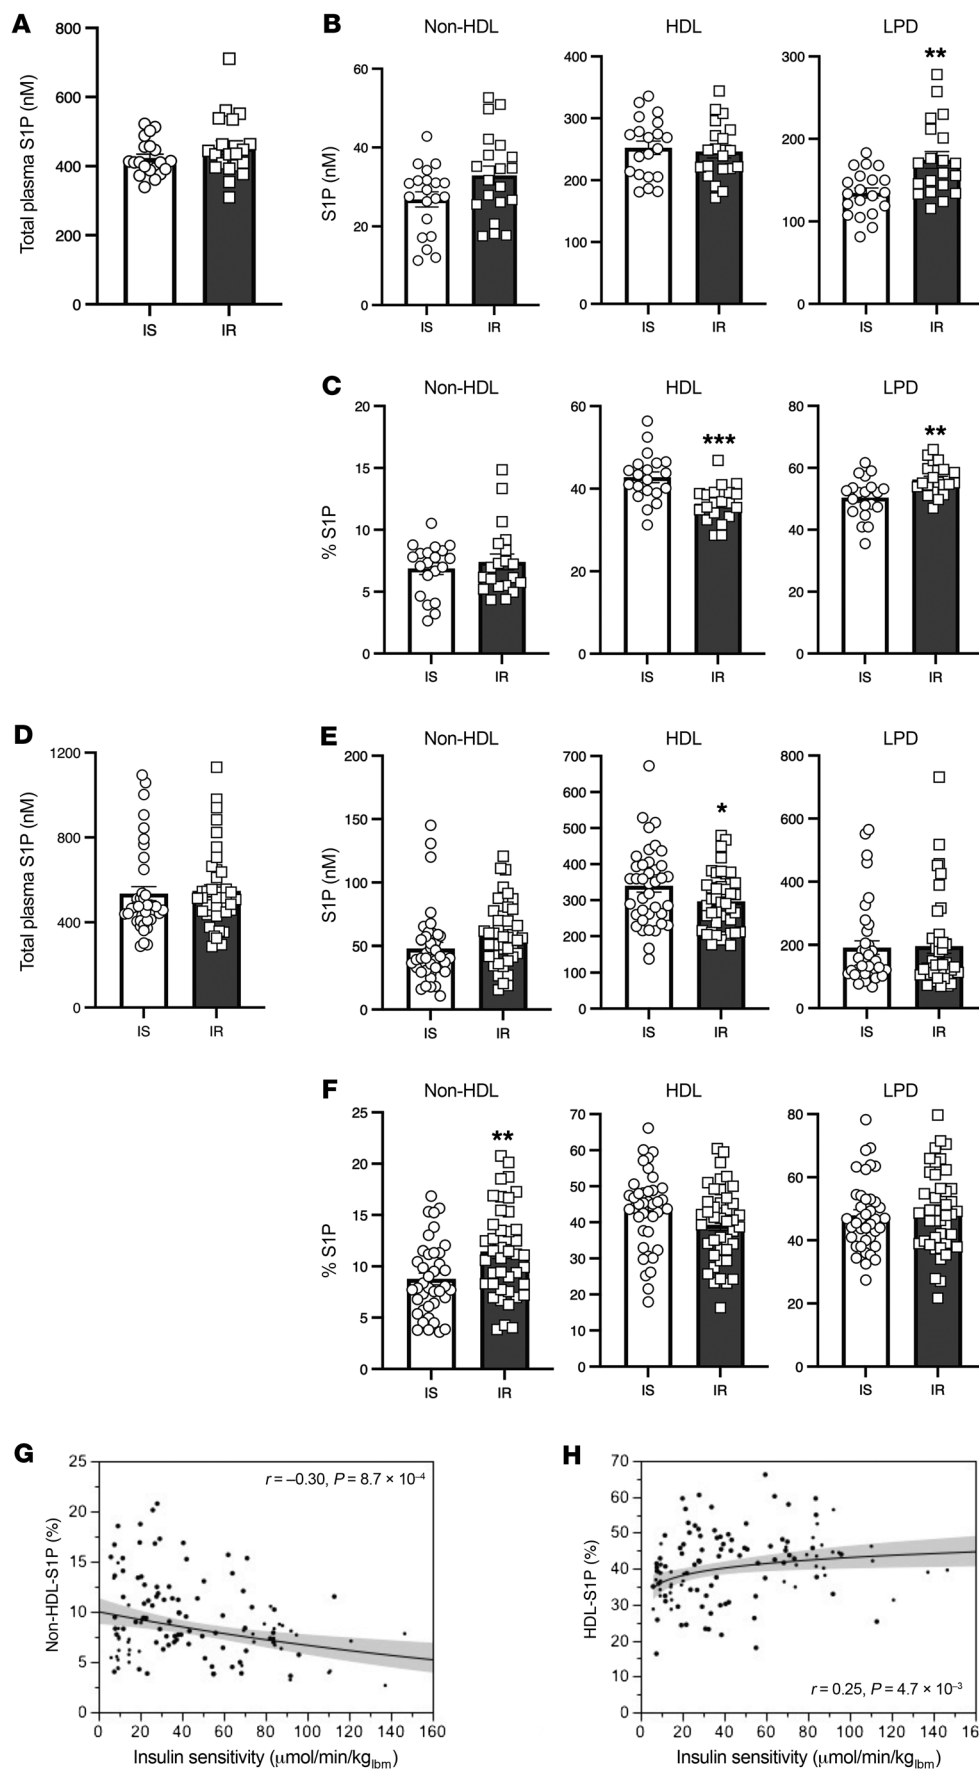 A
Total plasma S1P (nM)
800
600
400
200
0
IS
IR
B
Non-HDL
HDL
LPD
S1P (nM)
60
40
20
0
IS
IR
400
300
200
100
0
IS
IR
300
200
100
0
**
IS
IR
C
Non-HDL
HDL
LPD
% S1P
20
15
10
5
0
IS
IR
60
40
20
0
***
IS
IR
80
60
40
20
0
**
IS
IR
D
Total plasma S1P (nM)
1200
800
400
0
IS
IR
E
Non-HDL
HDL
LPD
S1P (nM)
200
150
100
50
0
IS
IR
700
600
500
400
300
200
100
0
*
IS
IR
800
600
400
200
0
IS
IR
F
Non-HDL
HDL
LPD
% S1P
25
20
15
10
5
0
**
IS
IR
70
60
50
40
30
20
10
0
IS
IR
80
60
40
20
0
IS
IR
G
Non-HDL-S1P (%)
25
20
15
10
5
0
r = –0.30, P = 8.7 × 10⁻⁴
0 20 40 60 80 100 120 140 160
Insulin sensitivity (μmol/min/kg_lbm)
H
HDL-S1P (%)
70
60
50
40
30
20
10
0
r = 0.25, P = 4.7 × 10⁻³
0 20 40 60 80 100 120 140 16
Insulin sensitivity (μmol/min/kg_lbm)